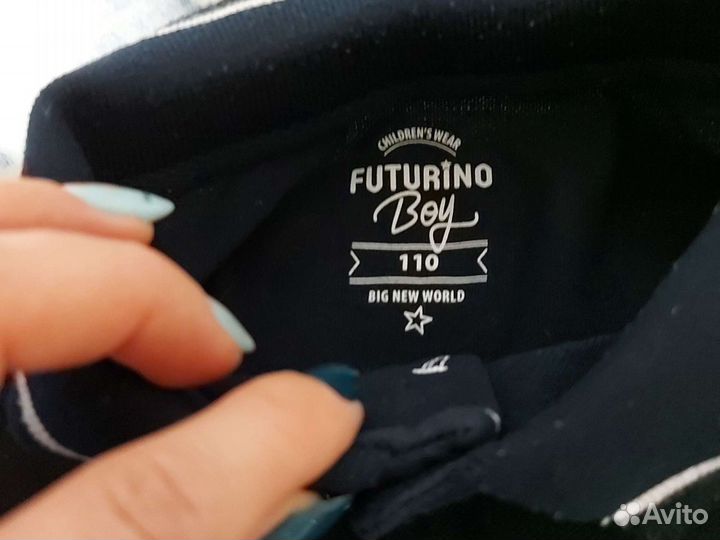 CHILDREN'S WEAR
FUTURINO
Boy
110
BIG NEW WORLD
Avito